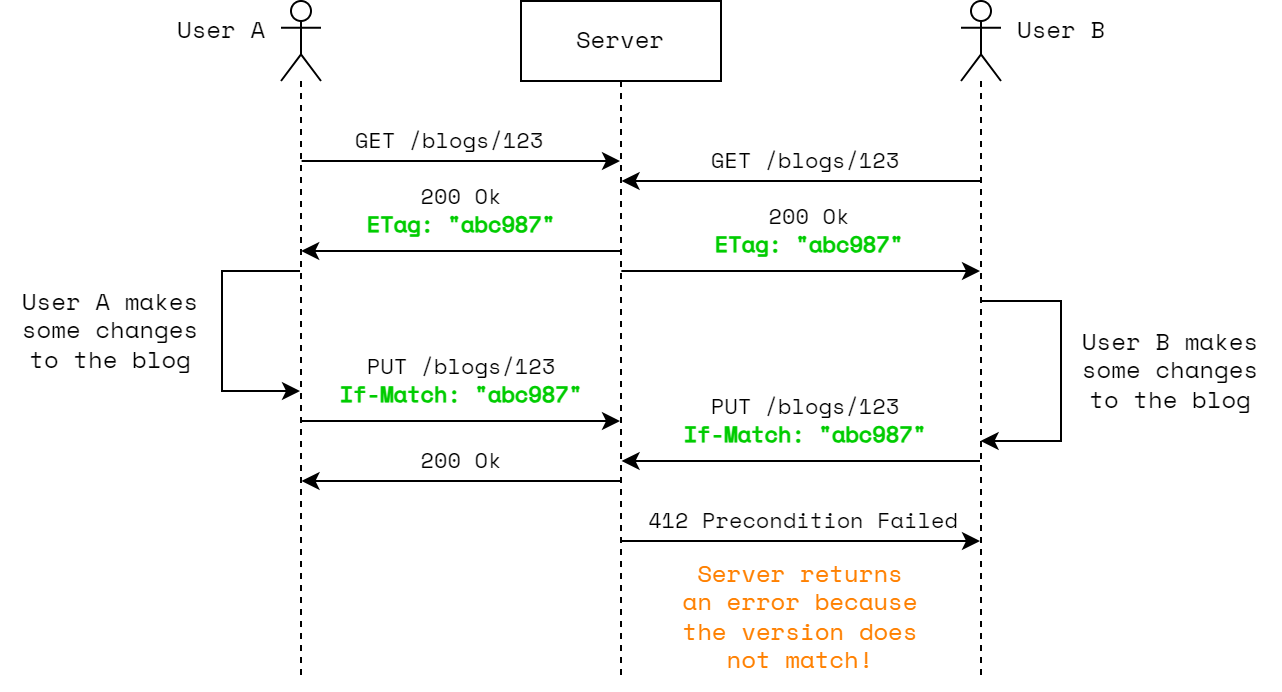 User A
Server
User B
GET /blogs/123
GET /blogs/123
200 Ok
ETag: "abc987"
200 Ok
ETag: "abc987"
User A makes
some changes
to the blog
User B makes
some changes
to the blog
PUT /blogs/123
If-Match: "abc987"
PUT /blogs/123
If-Match: "abc987"
200 Ok
412 Precondition Failed
Server returns
an error because
the version does
not match!